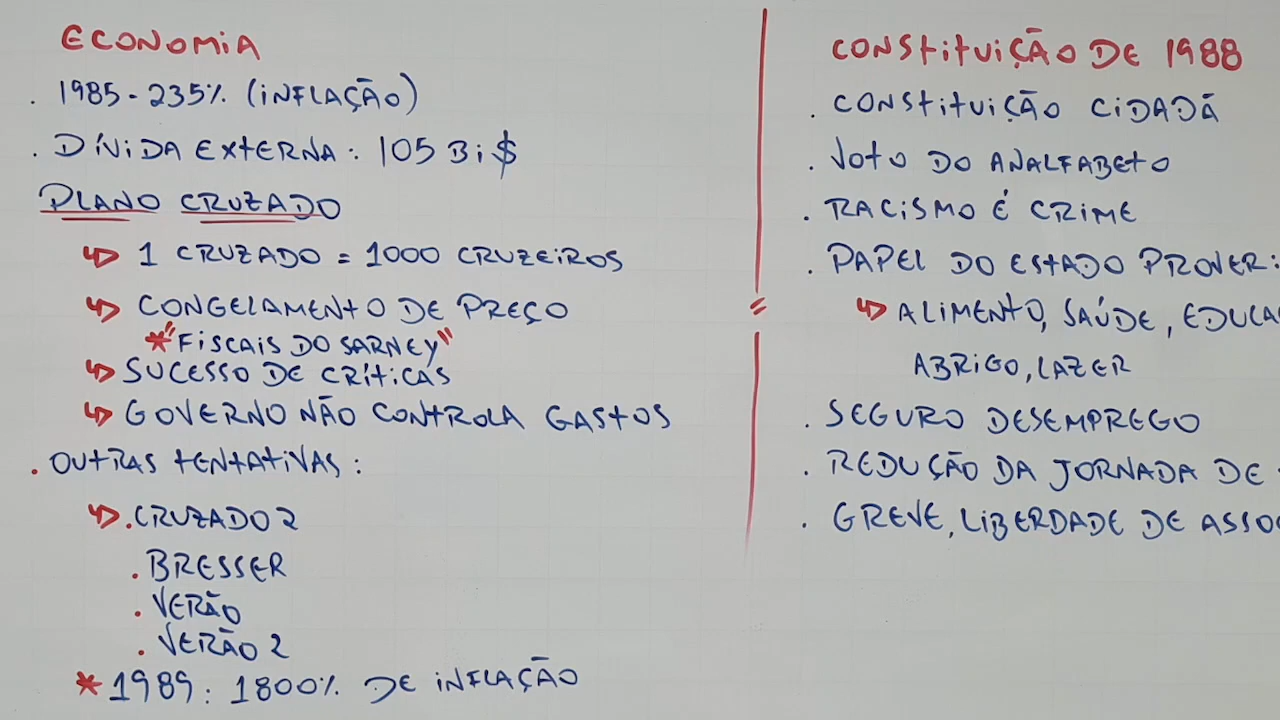 ECONOMIA
. 1985 - 235% (INFLAÇÃO)
. DÍVIDA EXTERNA: 105 Bi $
PLANO CRUZADO
↳ 1 CRUZADO = 1000 CRUZEIROS
↳ CONGELAMENTO DE PREÇO
* "FISCAIS DO SARNEY"
↳ SUCESSO DE CRÍTICAS
↳ GOVERNO NÃO CONTROLA GASTOS
. OUTRAS TENTATIVAS:
↳ . CRUZADO 2
. BRESSER
. VERÃO
. VERÃO 2
* 1989: 1800% DE INFLAÇÃO
CONSTITUIÇÃO DE 1988
. CONSTITUIÇÃO CIDADÃ
. VOTO DO ANALFABETO
. RACISMO É CRIME
. PAPEL DO ESTADO PROVER:
↳ ALIMENTO, SAÚDE, EDUCA
ABRIGO, LAZER
. SEGURO DESEMPREGO
. REDUÇÃO DA JORNADA DE
. GREVE, LIBERDADE DE ASSO